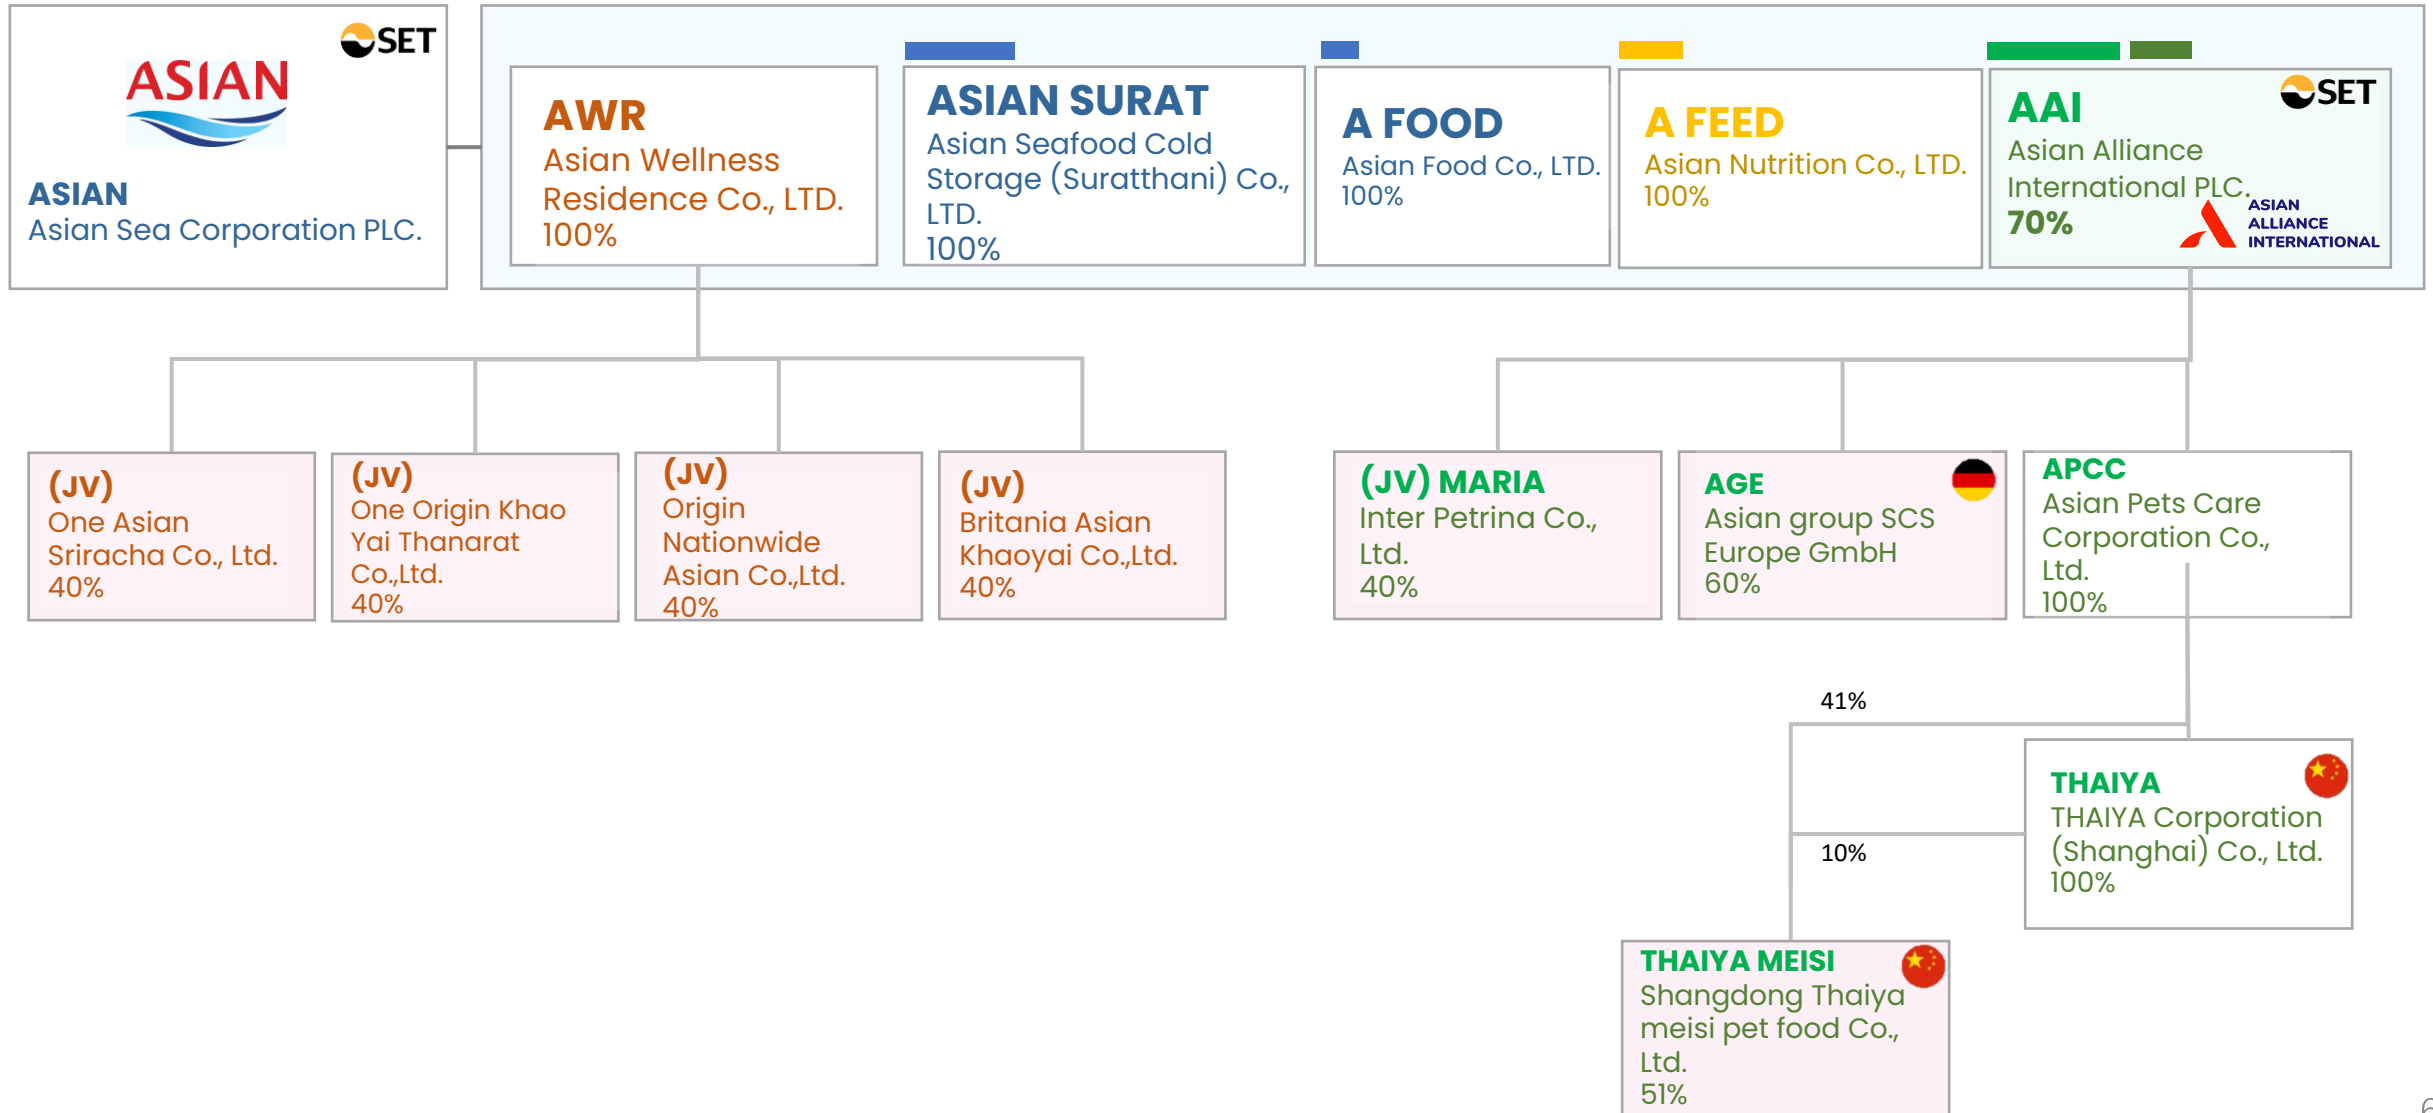 SET
ASIAN
ASIAN
Asian Sea Corporation PLC.
AWR
Asian Wellness
Residence Co., LTD.
100%
ASIAN SURAT
Asian Seafood Cold
Storage (Suratthani) Co.,
LTD.
100%
A FOOD
Asian Food Co., LTD.
100%
A FEED
Asian Nutrition Co., LTD.
100%
SET
AAI
Asian Alliance
International PLC.
70%
ASIAN
ALLIANCE
INTERNATIONAL
(JV)
One Asian
Sriracha Co., Ltd.
40%
(JV)
One Origin Khao
Yai Thanarat
Co.,Ltd.
40%
(JV)
Origin
Nationwide
Asian Co.,Ltd.
40%
(JV)
Britania Asian
Khaoyai Co.,Ltd.
40%
(JV) MARIA
Inter Petrina Co.,
Ltd.
40%
AGE
Asian group SCS
Europe GmbH
60%
APCC
Asian Pets Care
Corporation Co.,
Ltd.
100%
41%
10%
THAIYA
THAIYA Corporation
(Shanghai) Co., Ltd.
100%
THAIYA MEISI
Shangdong Thaiya
meisi pet food Co.,
Ltd.
51%